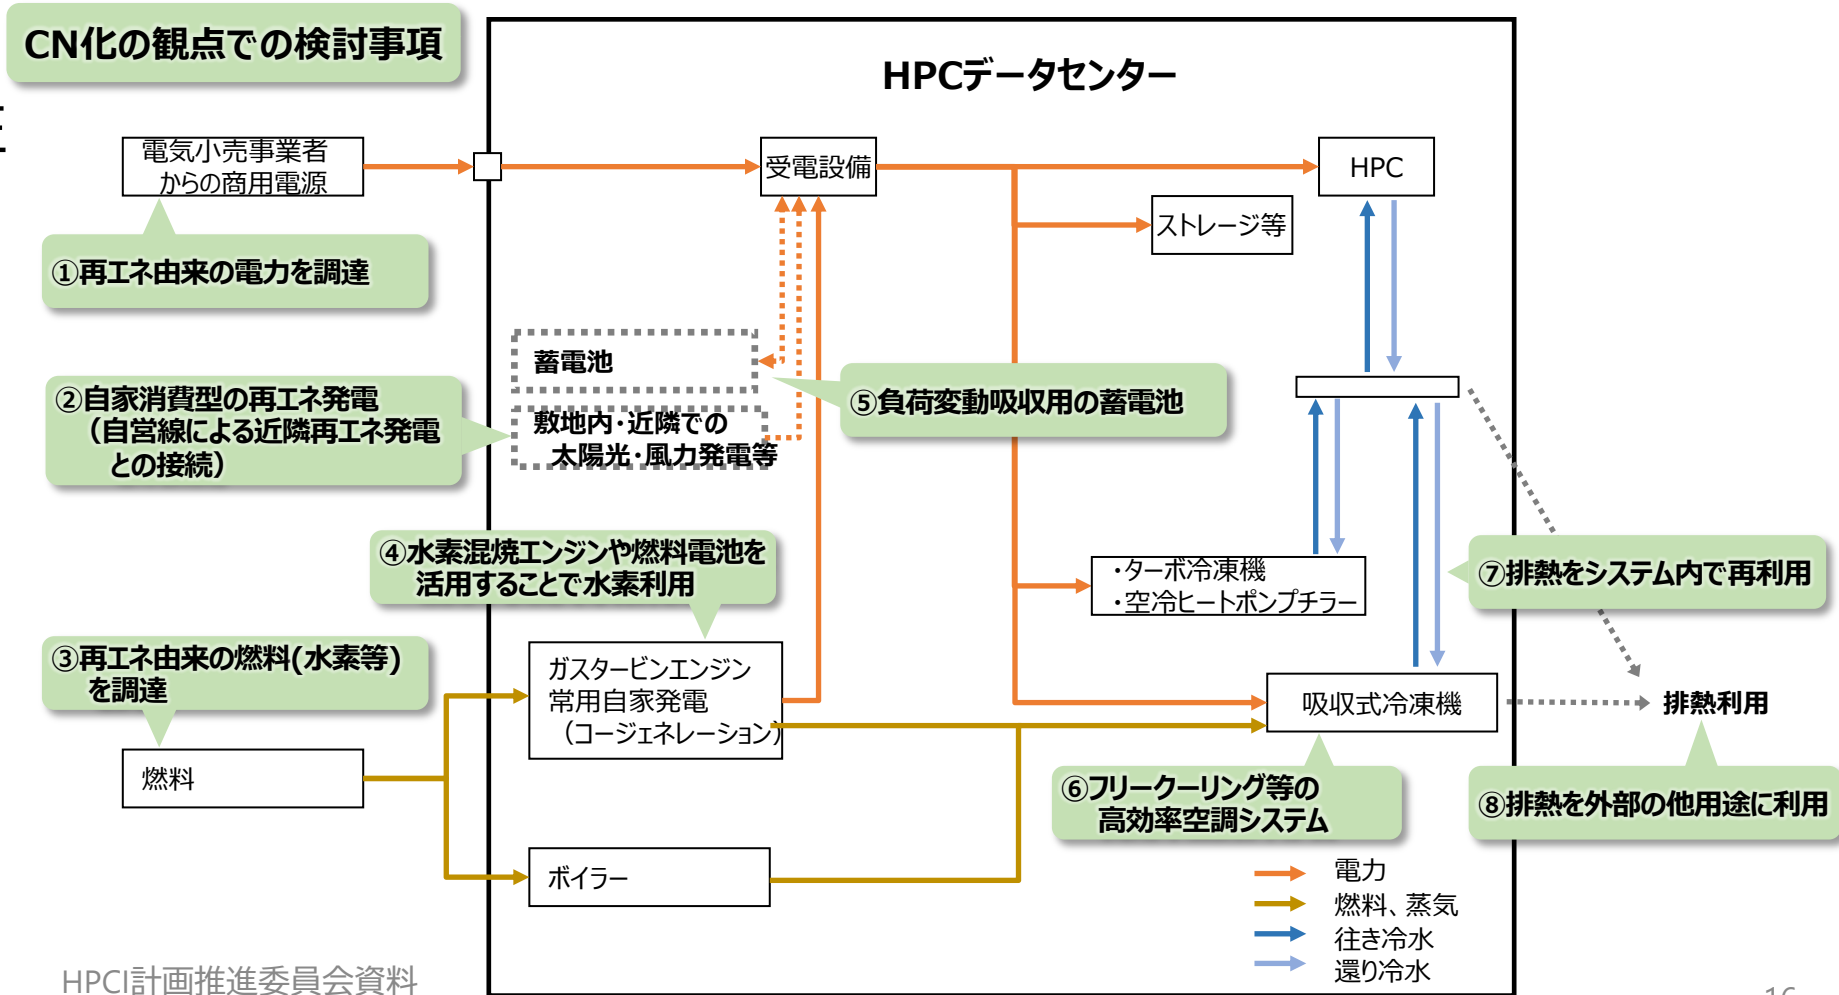 CN化の観点での検討事項
HPCデータセンター
電気小売事業者
からの商用電源
受電設備
HPC
ストレージ等
①再エネ由来の電力を調達
蓄電池
②自家消費型の再エネ発電
（自営線による近隣再エネ発電
との接続）
敷地内・近隣での
太陽光・風力発電等
⑤負荷変動吸収用の蓄電池
④水素混焼エンジンや燃料電池を
活用することで水素利用
・ターボ冷凍機
・空冷ヒートポンプチラー
⑦排熱をシステム内で再利用
③再エネ由来の燃料(水素等)
を調達
ガスタービンエンジン
常用自家発電
（コージェネレーション）
吸収式冷凍機
排熱利用
燃料
⑥フリークーリング等の
高効率空調システム
⑧排熱を外部の他用途に利用
ボイラー
電力
燃料、蒸気
往き冷水
還り冷水
HPCI計画推進委員会資料
16